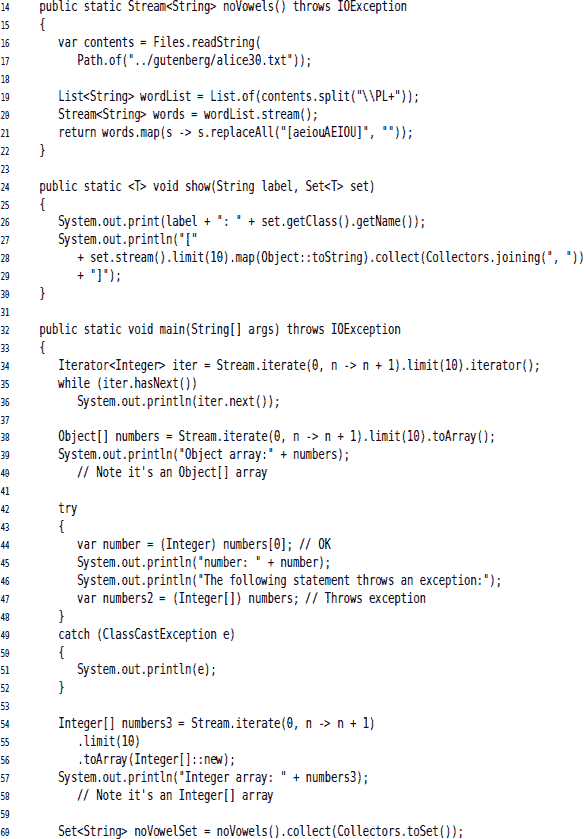 14 public static Stream<String> noVowels() throws IOException
15 {
16 var contents = Files.readString(
17 Path.of("../gutenberg/alice30.txt"));
18
19 List<String> wordList = List.of(contents.split("\\PL+"));
20 Stream<String> words = wordList.stream();
21 return words.map(s -> s.replaceAll("[aeiouAEIOU]", ""));
22 }
23
24 public static <T> void show(String label, Set<T> set)
25 {
26 System.out.print(label + ": " + set.getClass().getName());
27 System.out.println("["
28 + set.stream().limit(10).map(Object::toString).collect(Collectors.joining(", "))
29 + "]");
30 }
31
32 public static void main(String[] args) throws IOException
33 {
34 Iterator<Integer> iter = Stream.iterate(0, n -> n + 1).limit(10).iterator();
35 while (iter.hasNext())
36 System.out.println(iter.next());
37
38 Object[] numbers = Stream.iterate(0, n -> n + 1).limit(10).toArray();
39 System.out.println("Object array:" + numbers);
40 // Note it's an Object[] array
41
42 try
43 {
44 var number = (Integer) numbers[0]; // OK
45 System.out.println("number: " + number);
46 System.out.println("The following statement throws an exception:");
47 var numbers2 = (Integer[]) numbers; // Throws exception
48 }
49 catch (ClassCastException e)
50 {
51 System.out.println(e);
52 }
53
54 Integer[] numbers3 = Stream.iterate(0, n -> n + 1)
55 .limit(10)
56 .toArray(Integer[]::new);
57 System.out.println("Integer array: " + numbers3);
58 // Note it's an Integer[] array
59
60 Set<String> noVowelSet = noVowels().collect(Collectors.toSet());